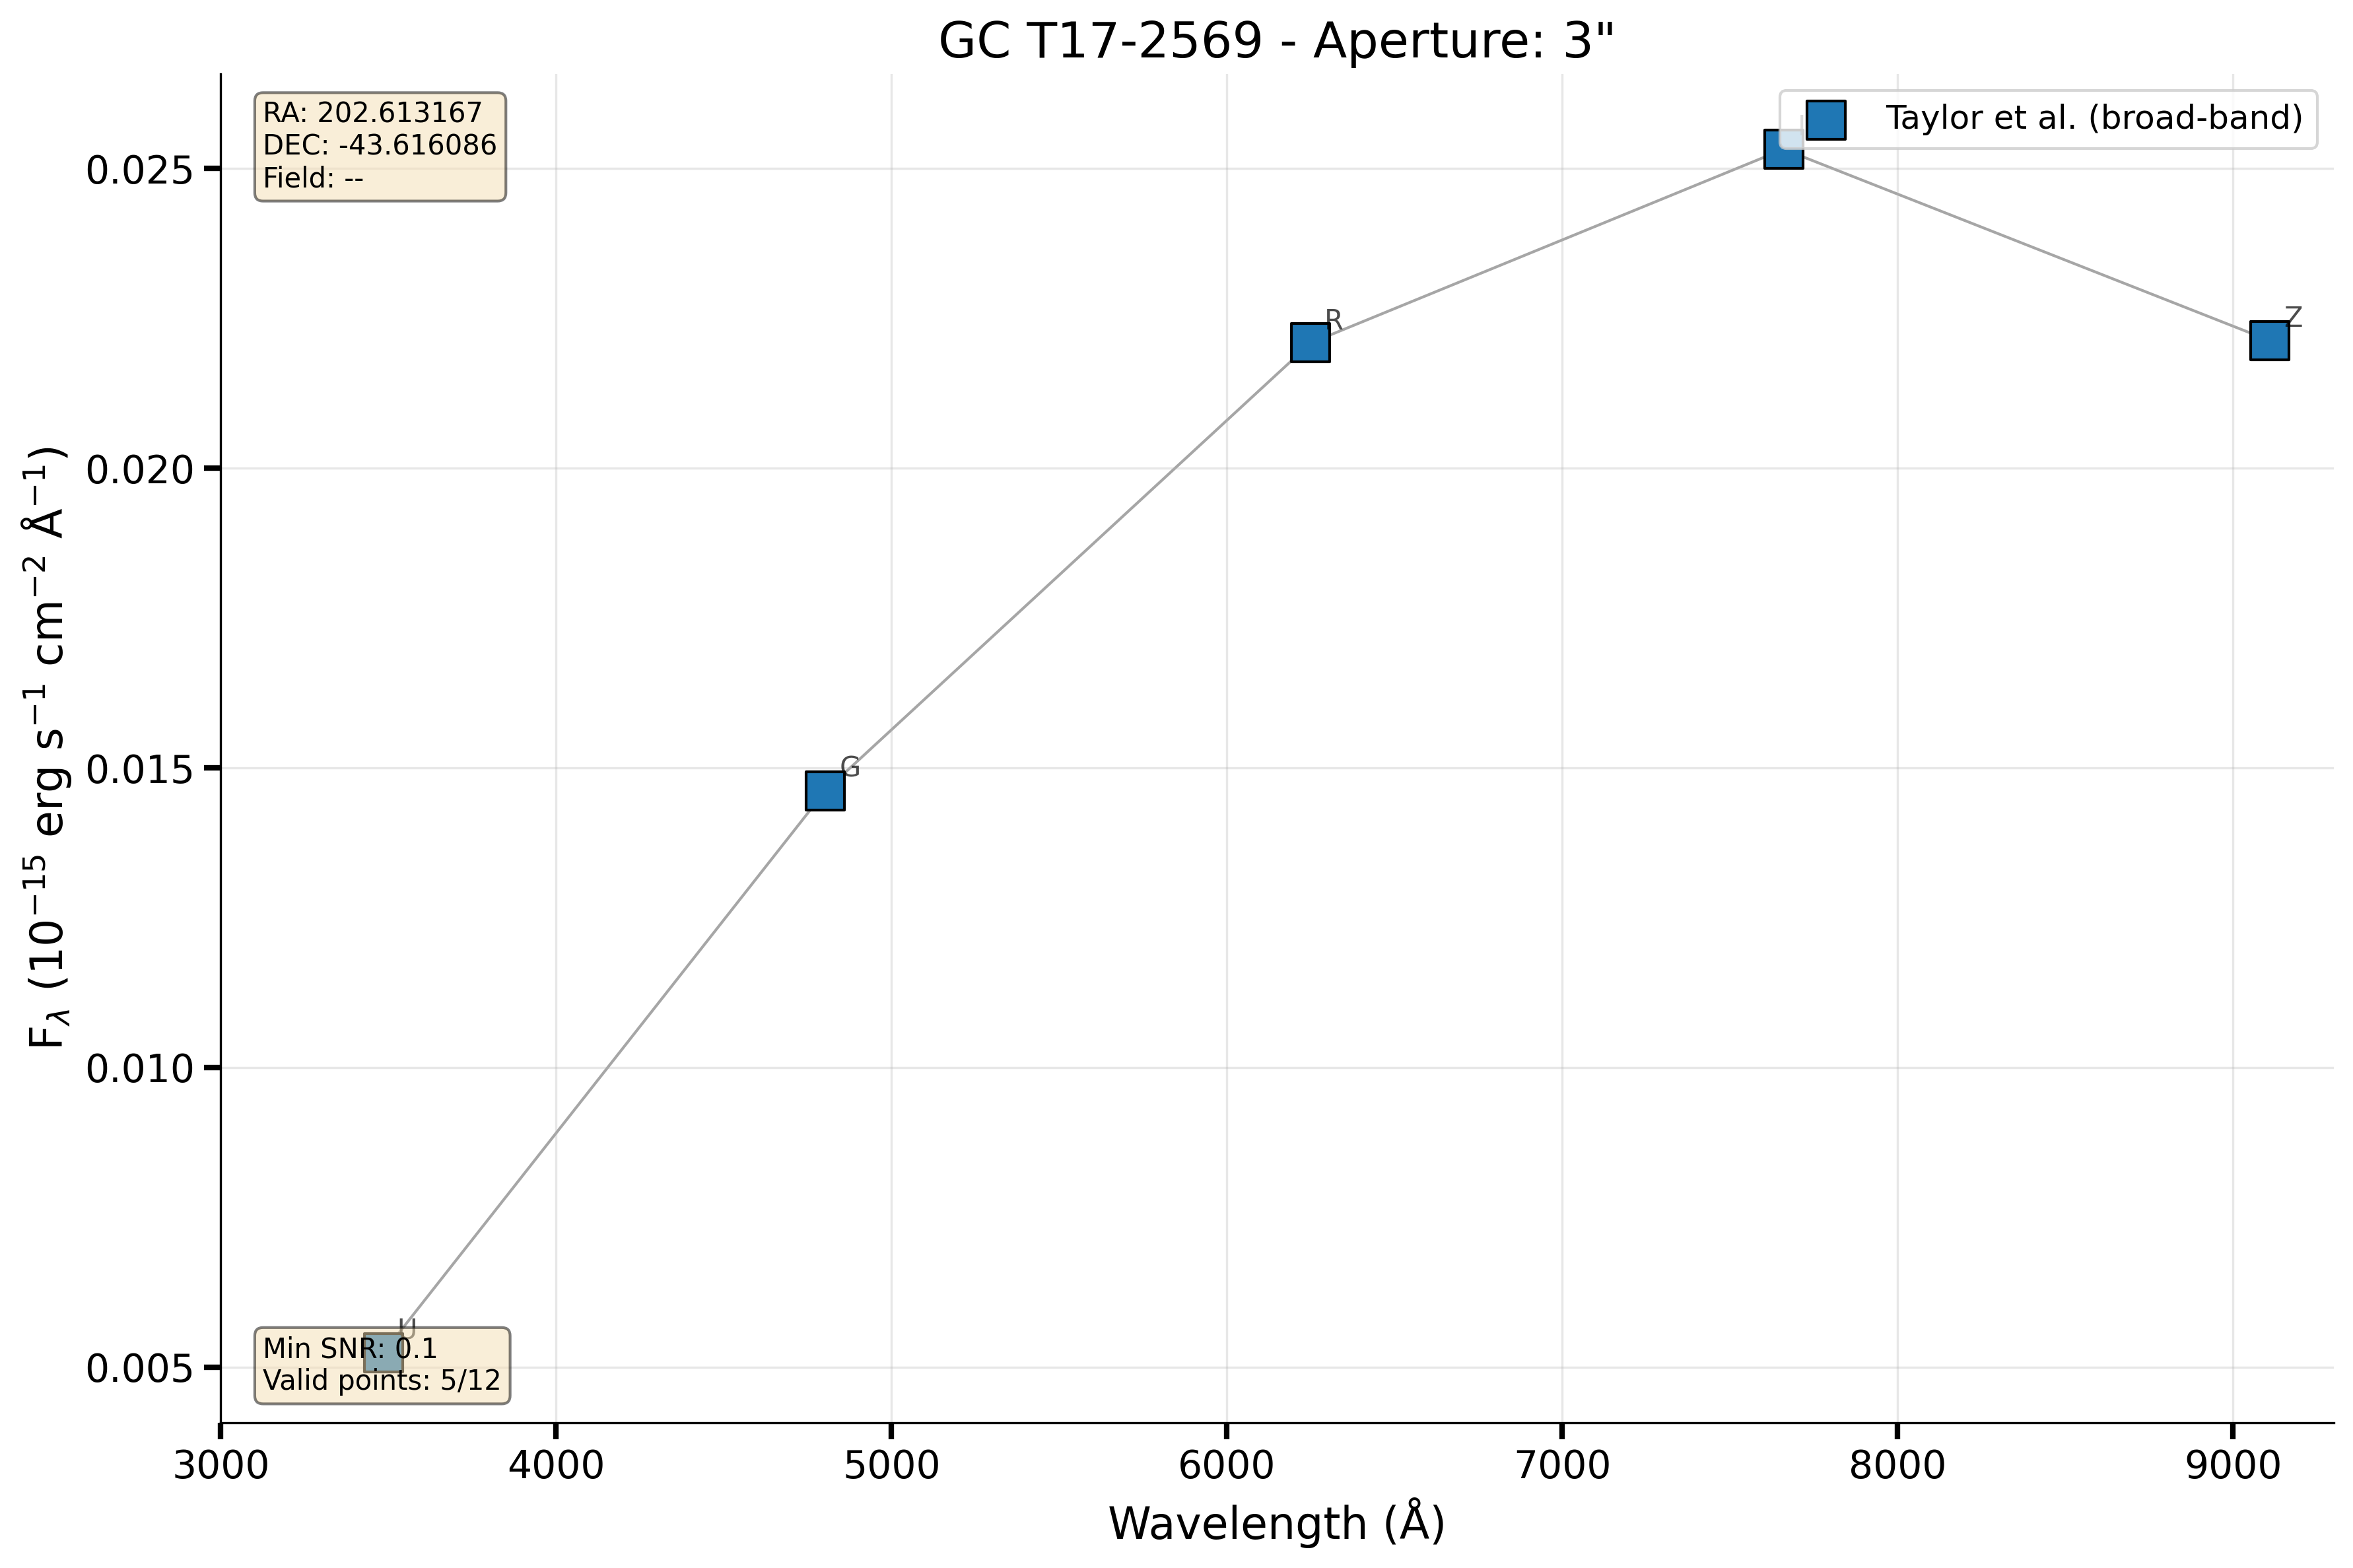 GC T17-2569 - Aperture: 3"
RA: 202.613167
DEC: -43.616086
Field: --
Taylor et al. (broad-band)
0.025
0.020
0.015
0.010
0.005
F_λ (10⁻¹⁵ erg s⁻¹ cm⁻² Å⁻¹)
R
Z
G
U
Min SNR: 0.1
Valid points: 5/12
3000 4000 5000 6000 7000 8000 9000
Wavelength (Å)